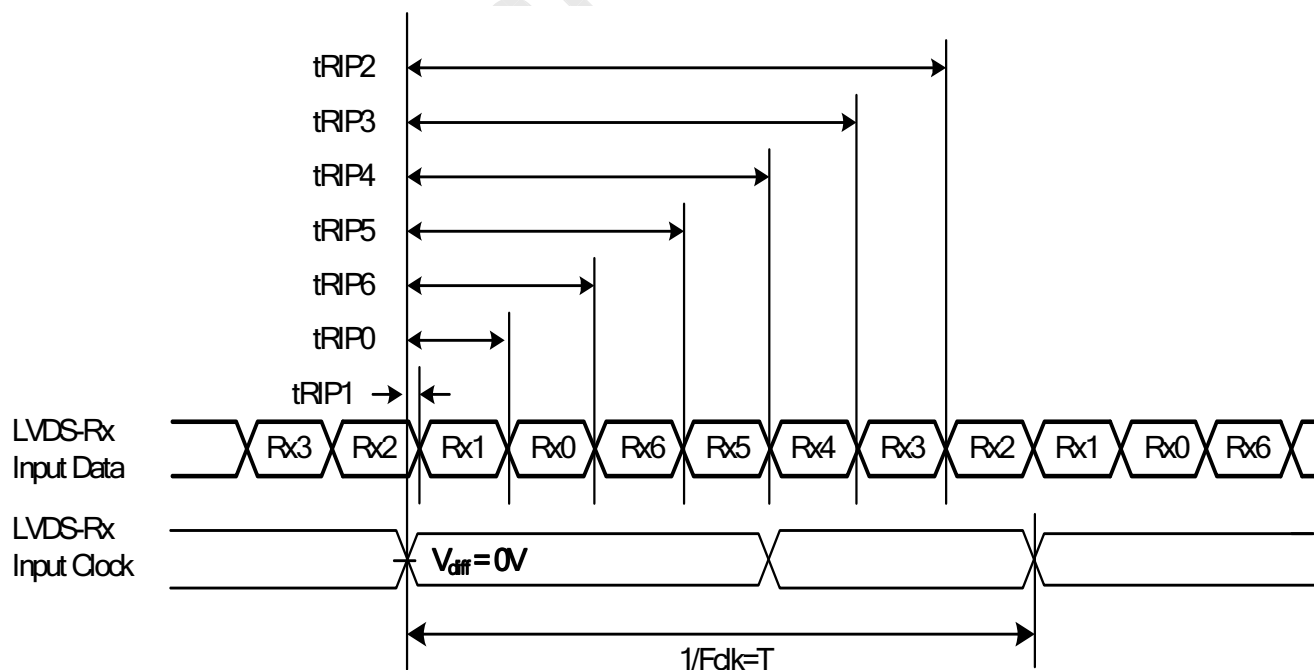 tRIP2
tRIP3
tRIP4
tRIP5
tRIP6
tRIP0
tRIP1
LVDS-Rx
Input Data
Rx3 Rx2 Rx1 Rx0 Rx6 Rx5 Rx4 Rx3 Rx2 Rx1 Rx0 Rx6
LVDS-Rx
Input Clock
Vdiff = 0V
1/Fclk=T